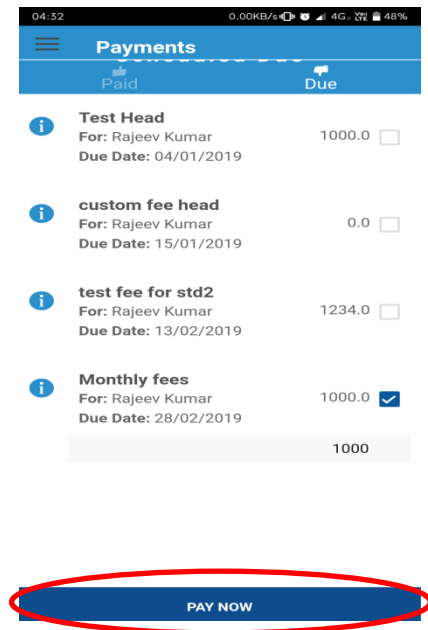 04:32 0.00KB/s 4G VoLTE 48%
Payments
Paid Due
Test Head
For: Rajeev Kumar 1000.0
Due Date: 04/01/2019
custom fee head
For: Rajeev Kumar 0.0
Due Date: 15/01/2019
test fee for std2
For: Rajeev Kumar 1234.0
Due Date: 13/02/2019
Monthly fees
For: Rajeev Kumar 1000.0
Due Date: 28/02/2019
1000
PAY NOW